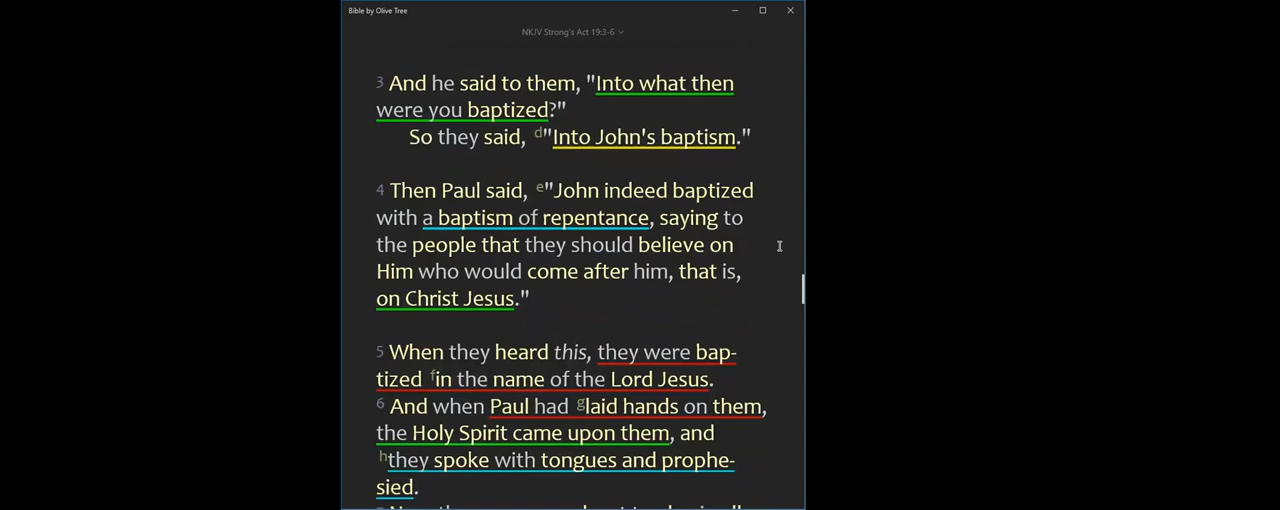 Bible by Olive Tree
NKJV Strong's Act 19:3-6
3 And he said to them, "Into what then
were you baptized?"
So they said, d"Into John's baptism."
4 Then Paul said, e"John indeed baptized
with a baptism of repentance, saying to
the people that they should believe on
Him who would come after him, that is,
on Christ Jesus."
5 When they heard this, they were bap-
tized fin the name of the Lord Jesus.
6 And when Paul had glaid hands on them,
the Holy Spirit came upon them, and
hthey spoke with tongues and prophe-
sied.